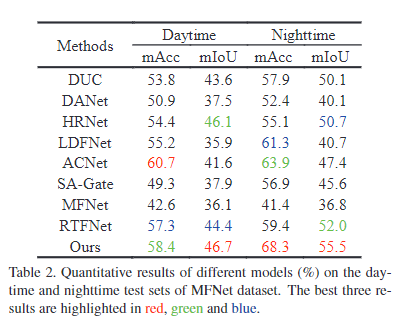 Methods Daytime Nighttime
mAcc mIoU mAcc mIoU
DUC 53.8 43.6 57.9 50.1
DANet 50.9 37.5 52.4 40.1
HRNet 54.4 46.1 55.1 50.7
LDFNet 55.2 35.9 61.3 40.7
ACNet 60.7 41.6 63.9 47.4
SA-Gate 49.3 37.9 56.9 45.6
MFNet 42.6 36.1 41.4 36.8
RTFNet 57.3 44.4 59.4 52.0
Ours 58.4 46.7 68.3 55.5
Table 2. Quantitative results of different models (%) on the day-
time and nighttime test sets of MFNet dataset. The best three re-
sults are highlighted in red, green and blue.